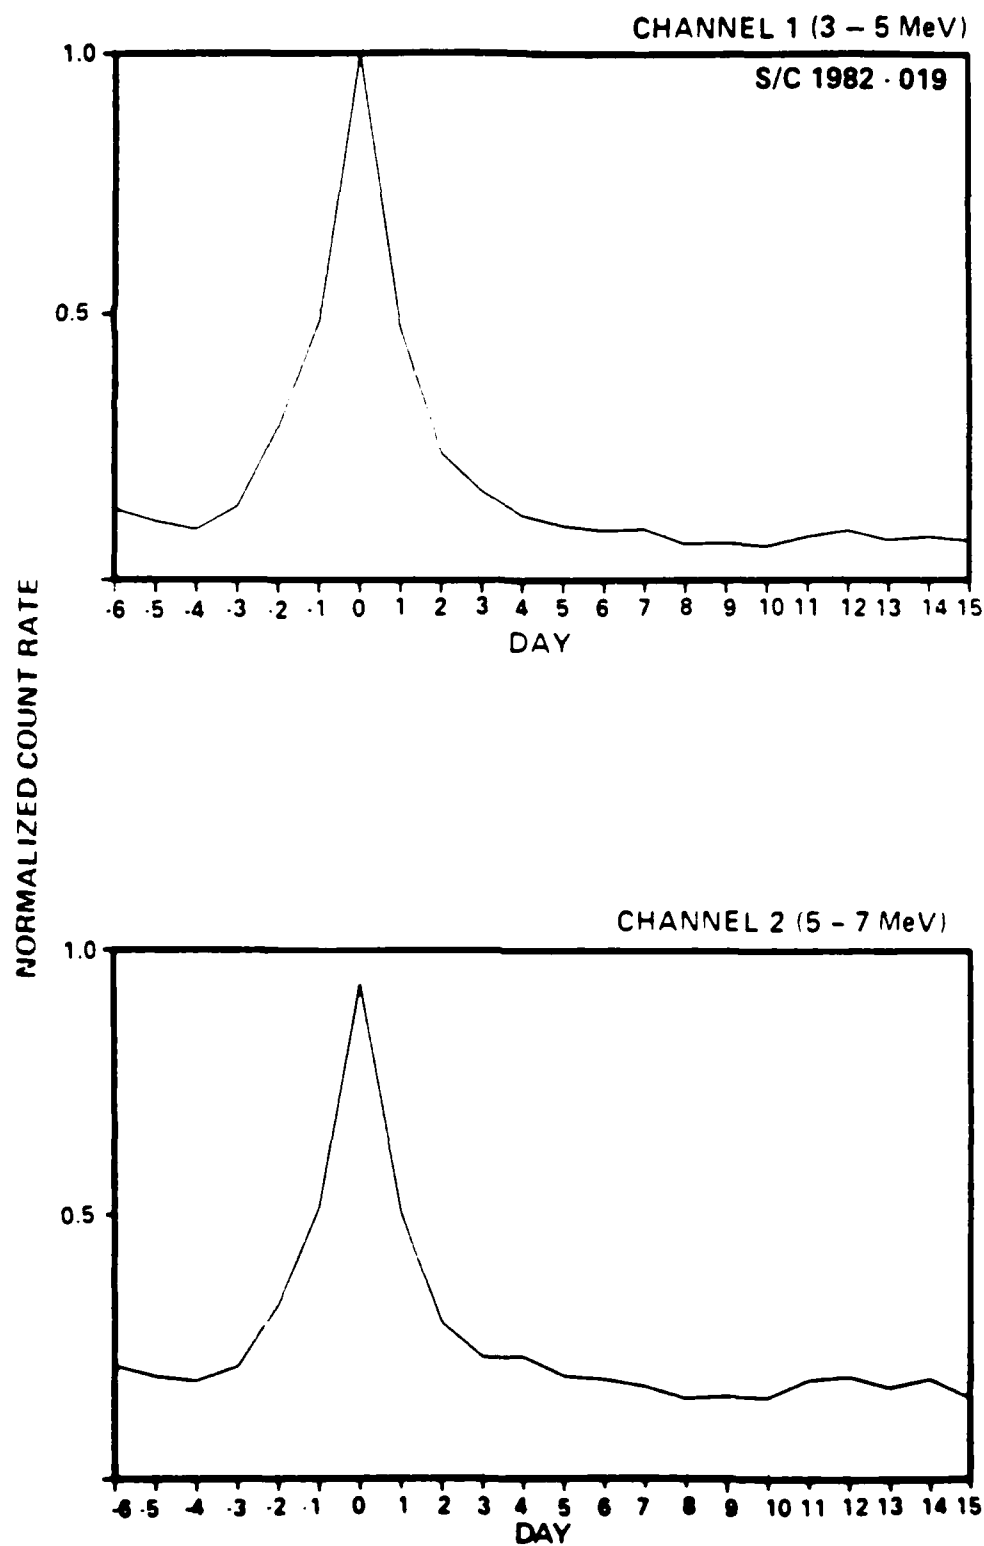 CHANNEL 1 (3 – 5 MeV)
S/C 1982 · 019
1.0
0.5
-6 -5 -4 -3 -2 -1 0 1 2 3 4 5 6 7 8 9 10 11 12 13 14 15
DAY
NORMALIZED COUNT RATE
CHANNEL 2 (5 – 7 MeV)
1.0
0.5
-6 -5 -4 -3 -2 -1 0 1 2 3 4 5 6 7 8 9 10 11 12 13 14 15
DAY